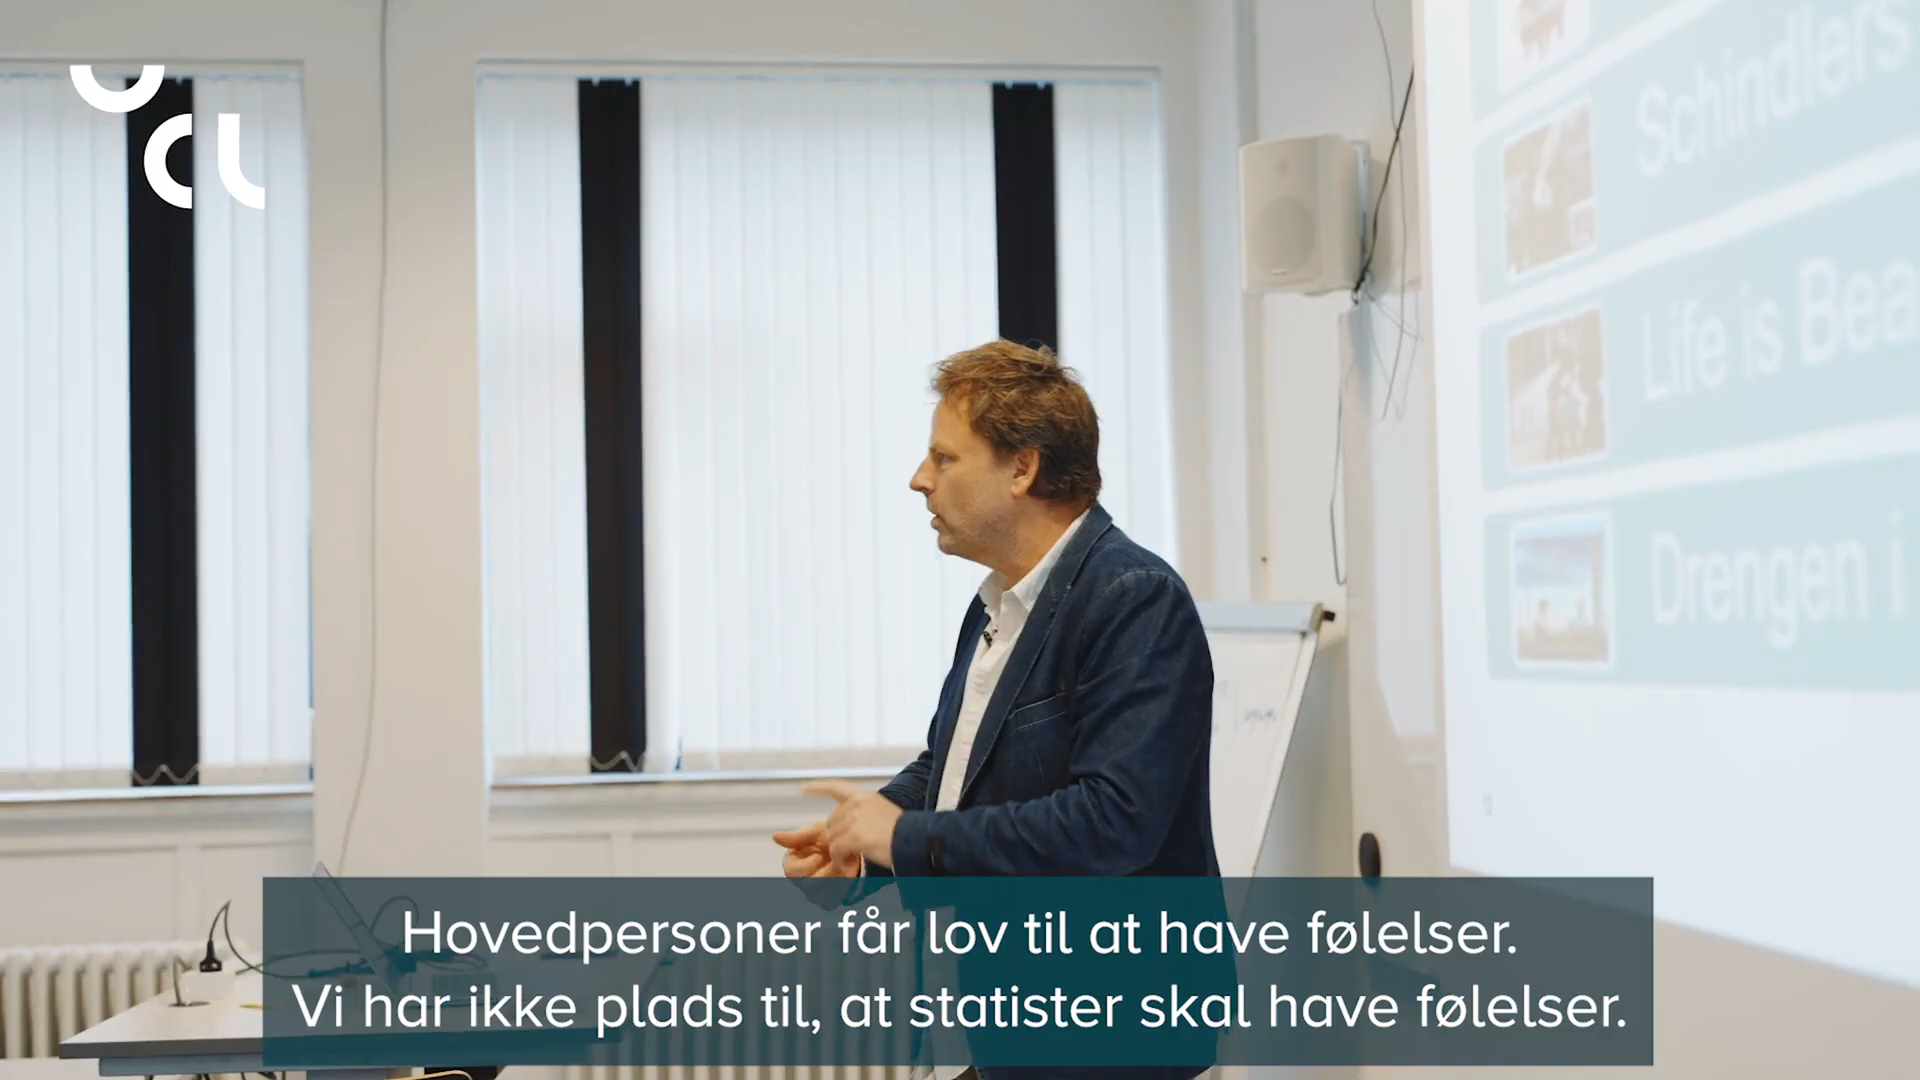 UCL
Schindlers
Life is Bea
Drengen i
Hovedpersoner får lov til at have følelser.
Vi har ikke plads til, at statister skal have følelser.